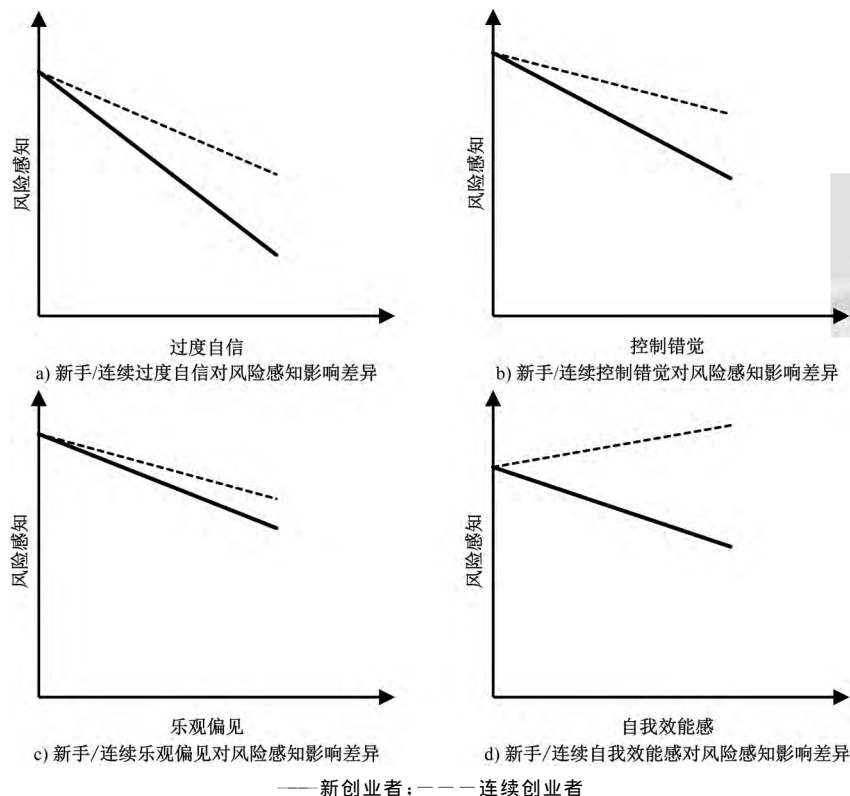 风险感知
过度自信
a) 新手/连续过度自信对风险感知影响差异
风险感知
控制错觉
b) 新手/连续控制错觉对风险感知影响差异
风险感知
乐观偏见
c) 新手/连续乐观偏见对风险感知影响差异
风险感知
自我效能感
d) 新手/连续自我效能感对风险感知影响差异
——新创业者；－－－连续创业者